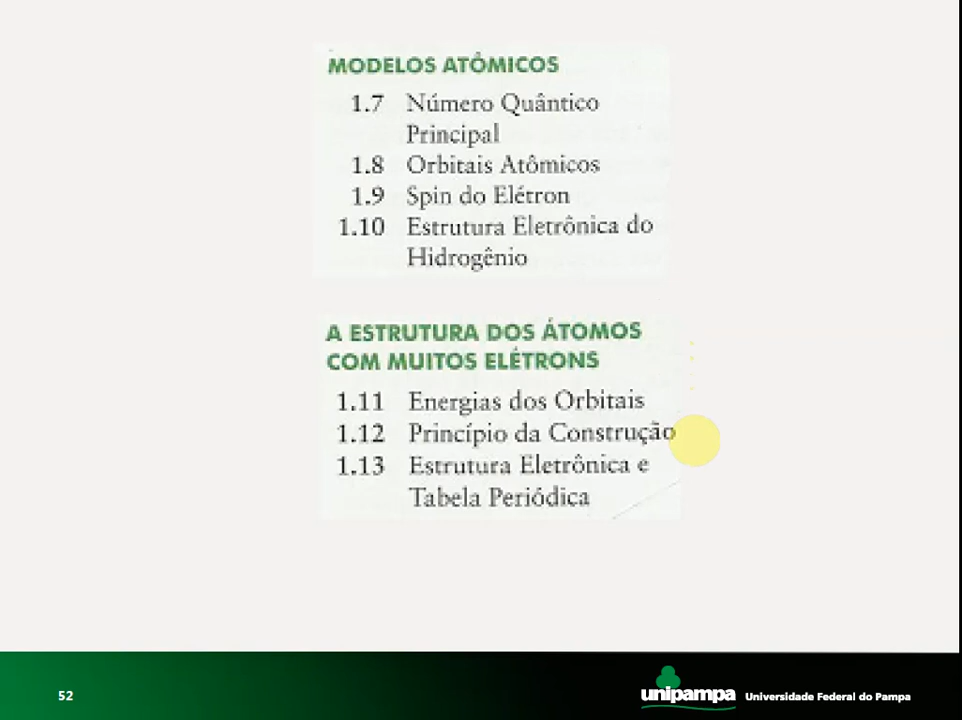 MODELOS ATÔMICOS
1.7 Número Quântico
Principal
1.8 Orbitais Atômicos
1.9 Spin do Elétron
1.10 Estrutura Eletrônica do
Hidrogênio
A ESTRUTURA DOS ÁTOMOS
COM MUITOS ELÉTRONS
1.11 Energias dos Orbitais
1.12 Princípio da Construção
1.13 Estrutura Eletrônica e
Tabela Periódica
52
unipampa Universidade Federal do Pampa